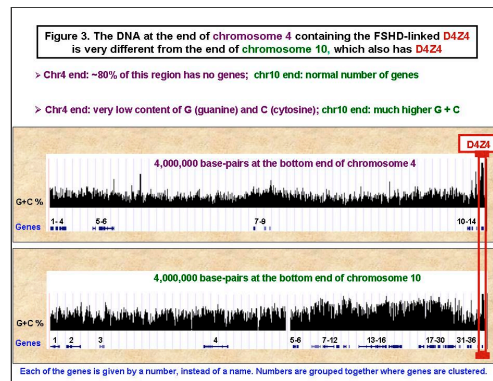 Figure 3. The DNA at the end of chromosome 4 containing the FSHD-linked D4Z4
is very different from the end of chromosome 10, which also has D4Z4
➢ Chr4 end: ~80% of this region has no genes; chr10 end: normal number of genes
➢ Chr4 end: very low content of G (guanine) and C (cytosine); chr10 end: much higher G + C
D4Z4
4,000,000 base-pairs at the bottom end of chromosome 4
G+C %
1- 4 5-6 7-9 10-14
Genes
4,000,000 base-pairs at the bottom end of chromosome 10
G+C %
1 2 3 4 5-6 7-12 13-16 17-30 31-36
Genes
Each of the genes is given by a number, instead of a name. Numbers are grouped together where genes are clustered.